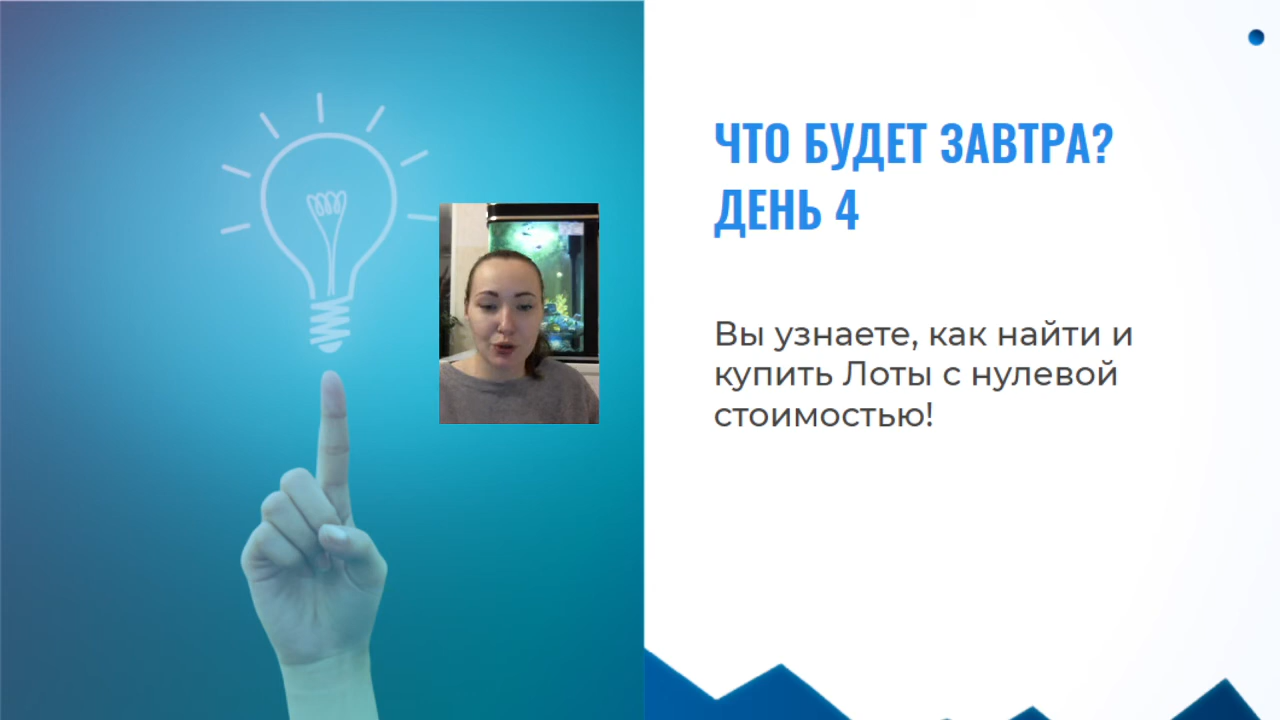 ЧТО БУДЕТ ЗАВТРА?
ДЕНЬ 4
Вы узнаете, как найти и
купить Лоты с нулевой
стоимостью!